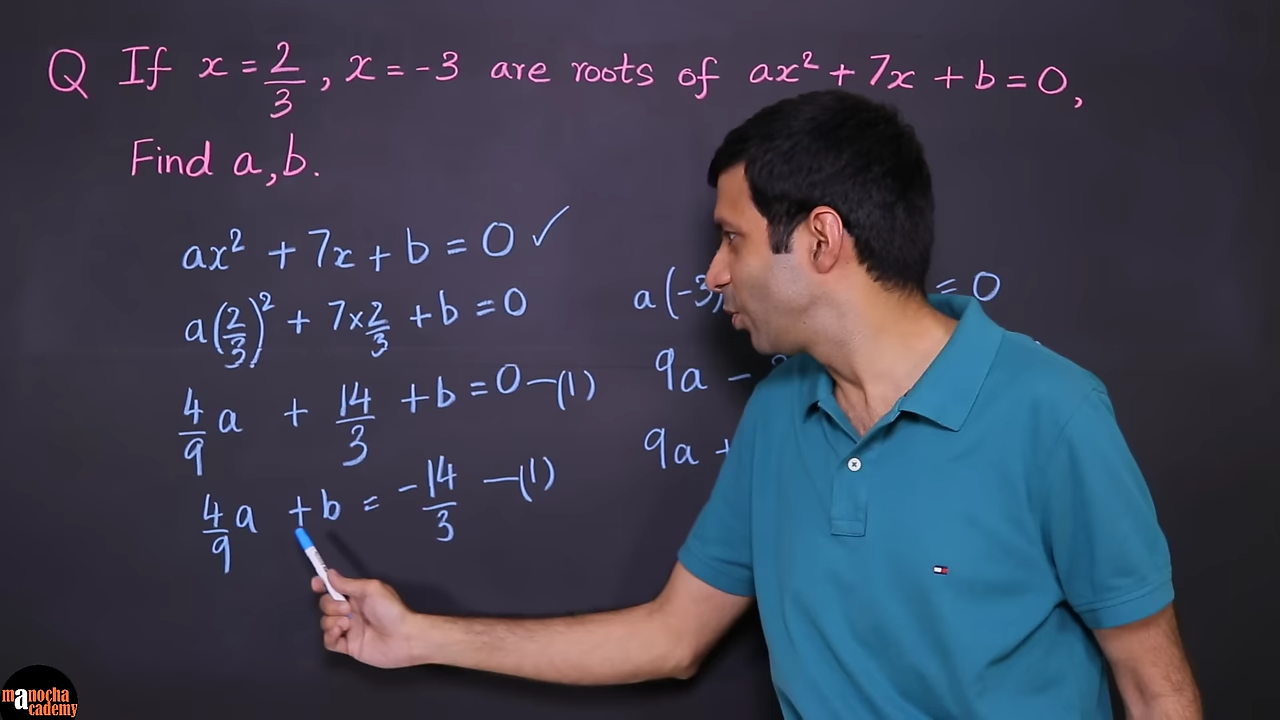 Q If x = 2/3, x = -3 are roots of ax² + 7x + b = 0,
Find a, b.
ax² + 7x + b = 0 ✓
a(2/3)² + 7×2/3 + b = 0
4/9 a + 14/3 + b = 0 —(1)
4/9 a + b = -14/3 —(1)
a(-3) = 0
9a -
9a +
manocha
academy